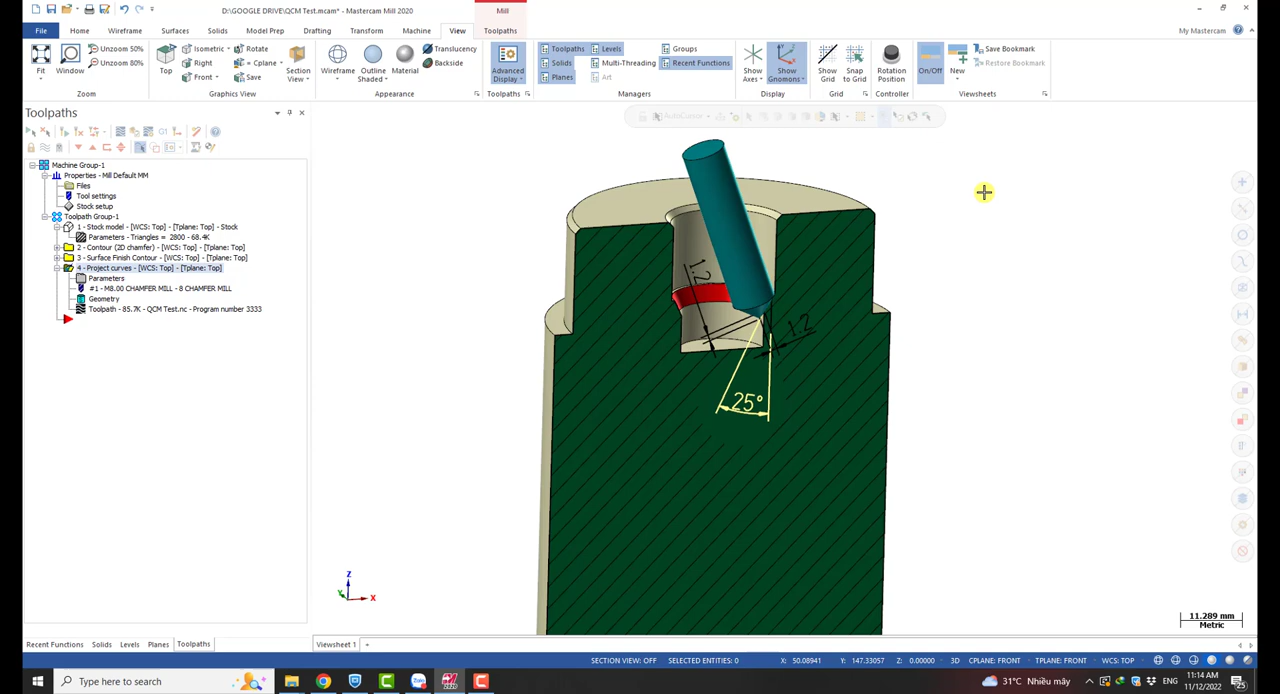 D:\GOOGLE DRIVE\QCM Test.mcam* - Mastercam Mill 2020
Mill
File Home Wireframe Surfaces Solids Model Prep Drafting Transform Machine View Toolpaths My Mastercam
Fit
Window
Unzoom 50%
Unzoom 80%
Zoom
Top
Isometric
Right
Front
Rotate
= Cplane
Save
Section View
Graphics View
Wireframe
Outline Shaded
Material
Translucency
Backside
Appearance
Advanced Display
Toolpaths
Toolpaths Levels Groups
Solids Multi-Threading Recent Functions
Planes Art
Managers
Show Axes
Show Gnomons
Display
Show Grid
Snap to Grid
Grid
Rotation Position
Controller
On/Off
New
Save Bookmark
Restore Bookmark
Viewsheets
AutoCursor
Toolpaths
G1
Machine Group-1
Properties - Mill Default MM
Files
Tool settings
Stock setup
Toolpath Group-1
1 - Stock model - [WCS: Top] - [Tplane: Top] - Stock
Parameters - Triangles = 2800 - 68.4K
2 - Contour (2D chamfer) - [WCS: Top] - [Tplane: Top]
3 - Surface Finish Contour - [WCS: Top] - [Tplane: Top]
4 - Project curves - [WCS: Top] - [Tplane: Top]
Parameters
#1 - M8.00 CHAMFER MILL - 8 CHAMFER MILL
Geometry
Toolpath - 85.7K - QCM Test.nc - Program number 3333
1.2
1.2
25°
Z
Y
X
11.289 mm
Metric
Recent Functions Solids Levels Planes Toolpaths
Viewsheet 1 +
SECTION VIEW: OFF SELECTED ENTITIES: 0 X: 50.08941 Y: 147.33057 Z: 0.00000 3D CPLANE: FRONT TPLANE: FRONT WCS: TOP
Type here to search
Zalo
2020
31°C Nhiều mây
ENG
11:14 AM
11/12/2022
25